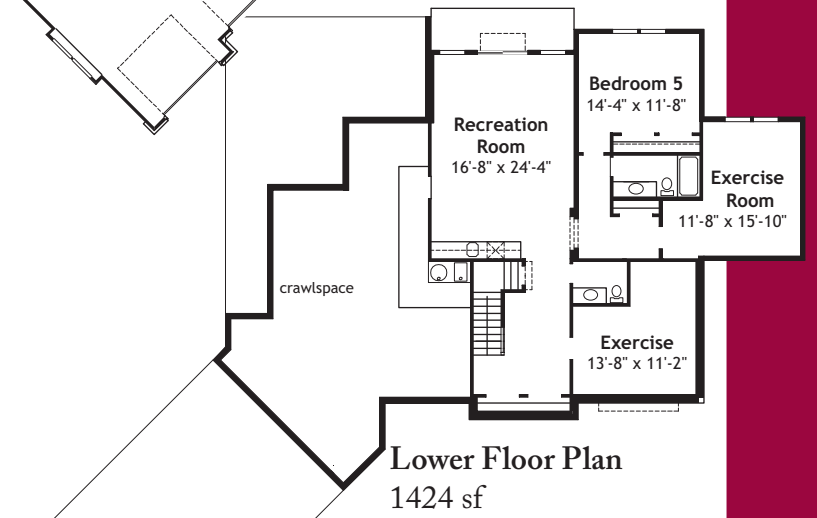 Bedroom 5
14'-4" x 11'-8"
Recreation
Room
16'-8" x 24'-4"
Exercise
Room
11'-8" x 15'-10"
crawlspace
Exercise
13'-8" x 11'-2"
Lower Floor Plan
1424 sf